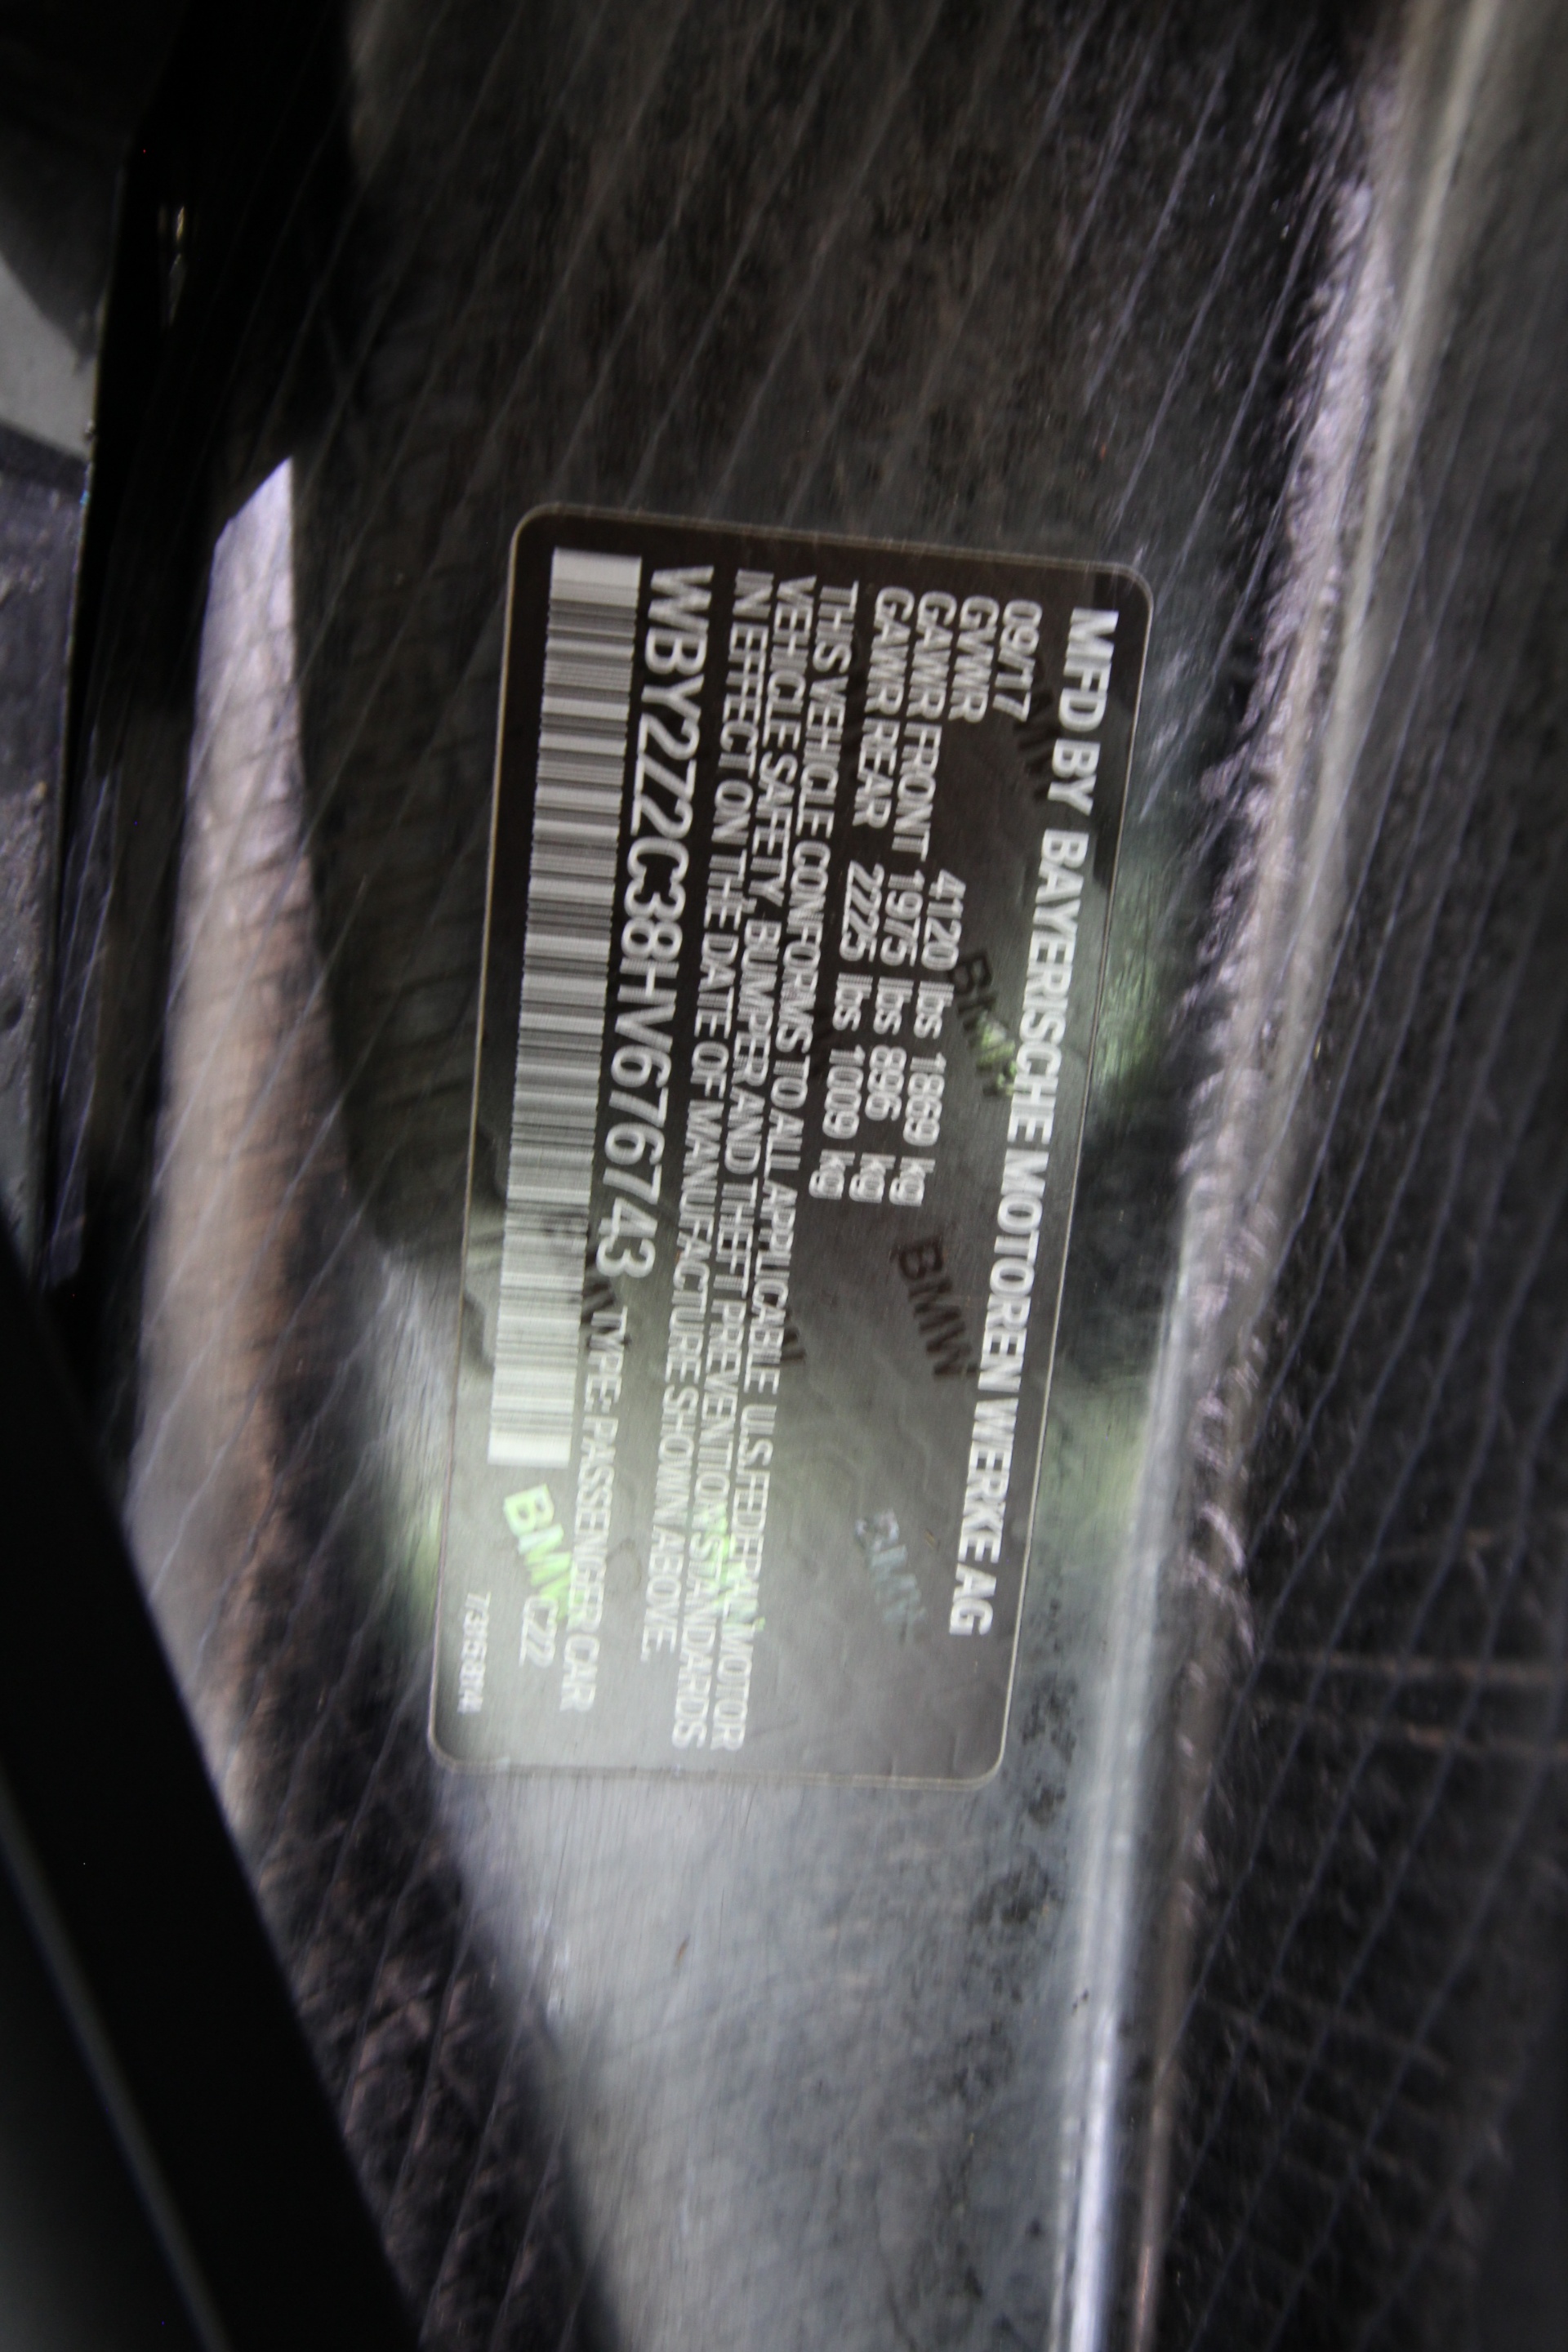 MFD BY BAYERISCHE MOTOREN WERKE AG
09/17
GVWR 4120 lbs 1869 kg
GAWR FRONT 1975 lbs 896 kg
GAWR REAR 2225 lbs 1009 kg
THIS VEHICLE CONFORMS TO ALL APPLICABLE U.S.FEDERAL MOTOR
VEHICLE SAFETY, BUMPER AND THEFT PREVENTION STANDARDS
IN EFFECT ON THE DATE OF MANUFACTURE SHOWN ABOVE.
WBY2Z2C38HV676743 TYPE: PASSENGER CAR
C222
BMW
BMW
BMW
BMW